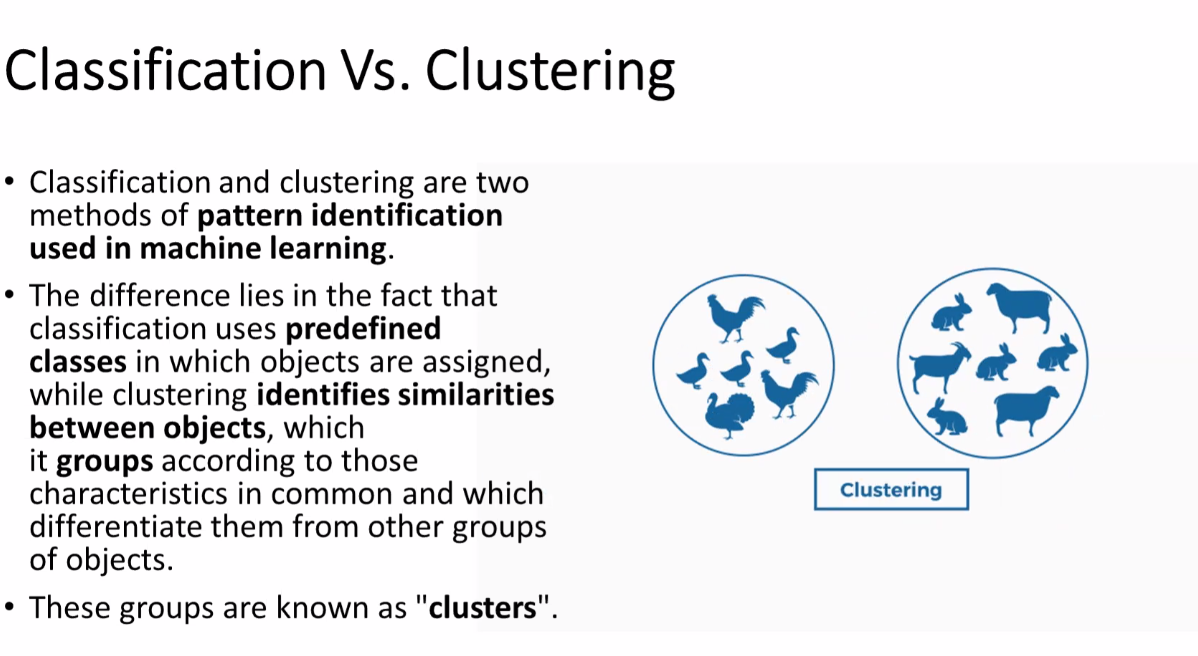 Classification Vs. Clustering
• Classification and clustering are two
methods of pattern identification
used in machine learning.
• The difference lies in the fact that
classification uses predefined
classes in which objects are assigned,
while clustering identifies similarities
between objects, which
it groups according to those
characteristics in common and which
differentiate them from other groups
of objects.
• These groups are known as "clusters".
Clustering